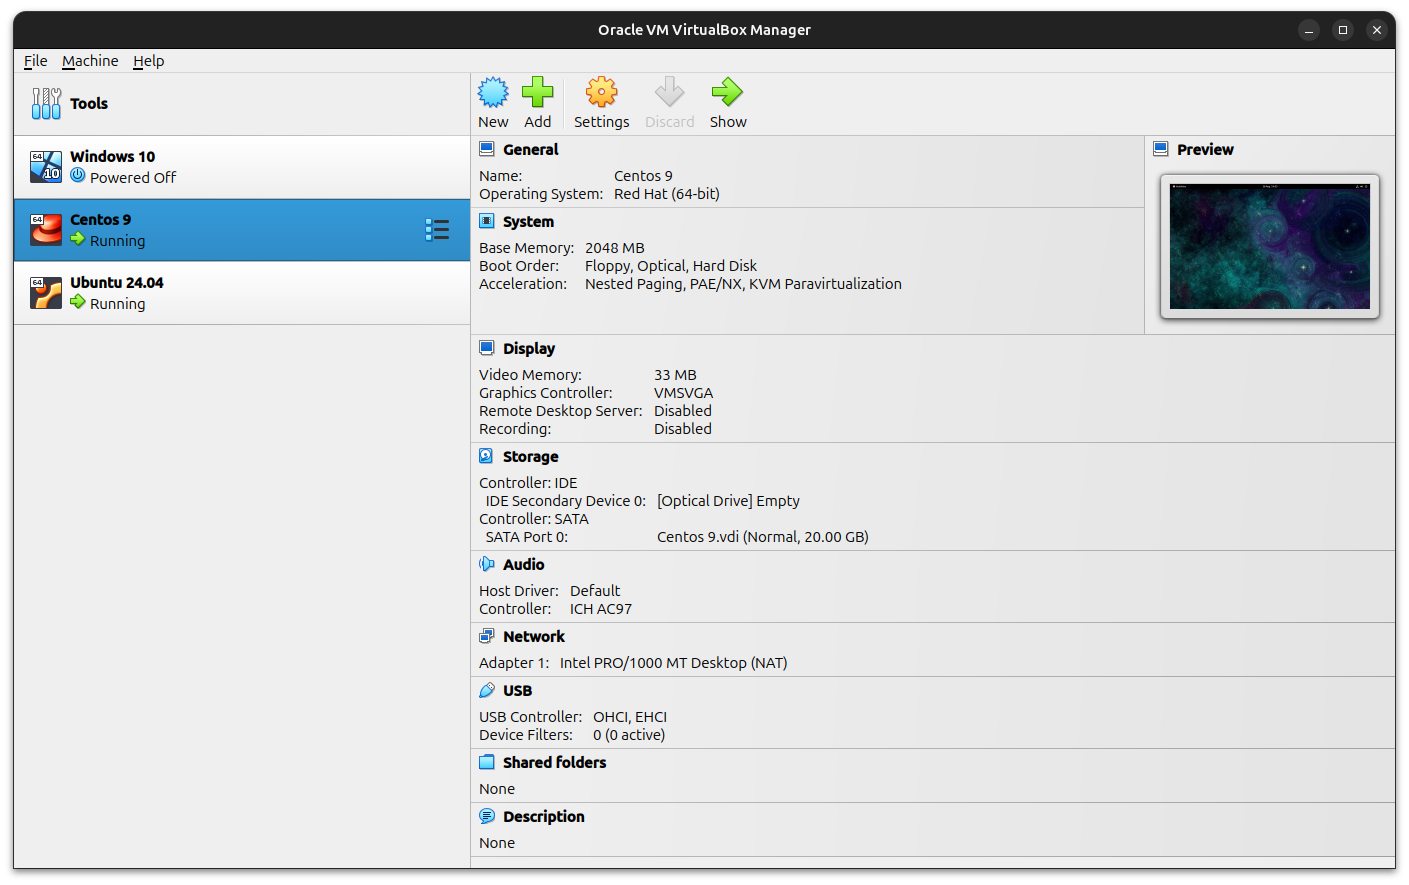 Oracle VM VirtualBox Manager
File Machine Help
Tools
New Add Settings Discard Show
64
10
Windows 10
Powered Off
64
Centos 9
Running
64
Ubuntu 24.04
Running
General
Name: Centos 9
Operating System: Red Hat (64-bit)
Preview
System
Base Memory: 2048 MB
Boot Order: Floppy, Optical, Hard Disk
Acceleration: Nested Paging, PAE/NX, KVM Paravirtualization
Display
Video Memory: 33 MB
Graphics Controller: VMSVGA
Remote Desktop Server: Disabled
Recording: Disabled
Storage
Controller: IDE
IDE Secondary Device 0: [Optical Drive] Empty
Controller: SATA
SATA Port 0: Centos 9.vdi (Normal, 20.00 GB)
Audio
Host Driver: Default
Controller: ICH AC97
Network
Adapter 1: Intel PRO/1000 MT Desktop (NAT)
USB
USB Controller: OHCI, EHCI
Device Filters: 0 (0 active)
Shared folders
None
Description
None